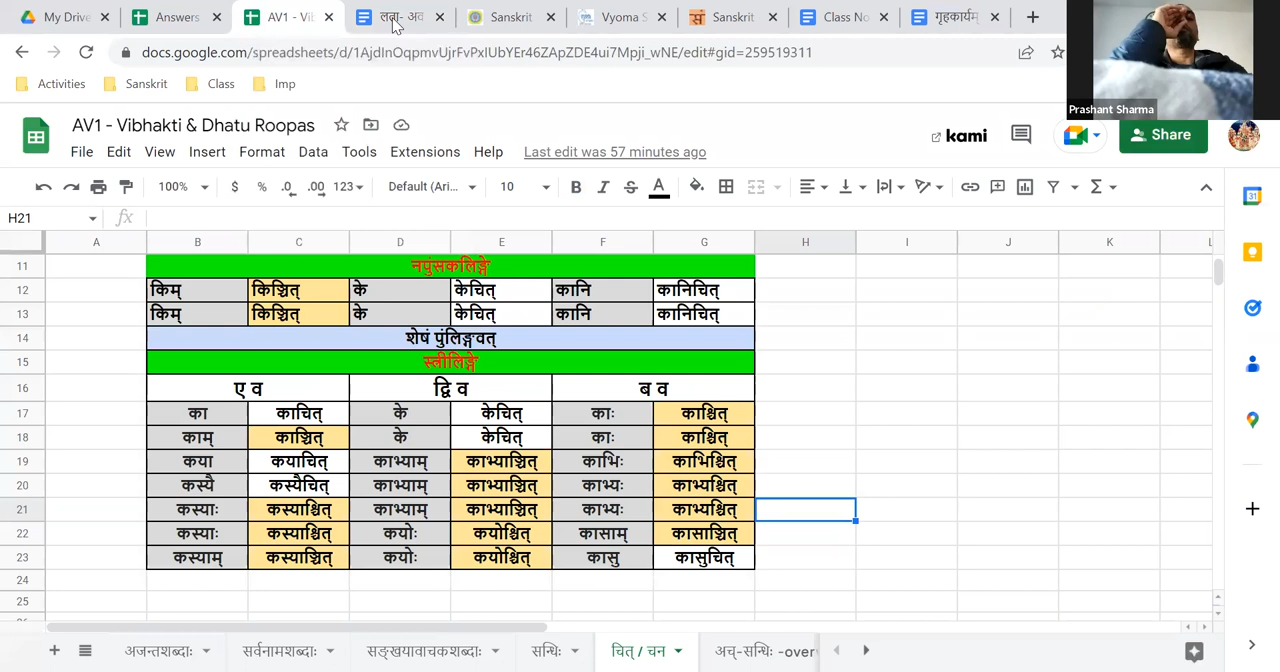 My Drive
Answers
AV1 - Vi
लता- अव
Sanskrit
Vyoma S
Sanskrit
Class No
गृहकार्यम्
docs.google.com/spreadsheets/d/1AjdInOqpmvUjrFvPxIUbYEr46ZApZDE4ui7Mpji_wNE/edit#gid=259519311
Activities Sanskrit Class Imp
Prashant Sharma
AV1 - Vibhakti & Dhatu Roopas
kami
Share
File Edit View Insert Format Data Tools Extensions Help Last edit was 57 minutes ago
100% $ % .0 .00 123 Default (Ari... 10 B I S A
H21 fx
A B C D E F G H I J K L
11 नपुंसकलिङ्गे
12 किम् किञ्चित् के केचित् कानि कानिचित्
13 किम् किञ्चित् के केचित् कानि कानिचित्
14 शेषं पुंलिङ्गवत्
15 स्त्रीलिङ्गे
16 ए व द्वि व ब व
17 का काचित् के केचित् काः काश्चित्
18 काम् काञ्चित् के केचित् काः काश्चित्
19 कया कयाचित् काभ्याम् काभ्याञ्चित् काभिः काभिश्चित्
20 कस्यै कस्यैचित् काभ्याम् काभ्याञ्चित् काभ्यः काभ्यश्चित्
21 कस्याः कस्याश्चित् काभ्याम् काभ्याञ्चित् काभ्यः काभ्यश्चित्
22 कस्याः कस्याश्चित् कयोः कयोश्चित् कासाम् कासाञ्चित्
23 कस्याम् कस्याञ्चित् कयोः कयोश्चित् कासु कासुचित्
24
25
अजन्तशब्दाः सर्वनामशब्दाः सङ्ख्यावाचकशब्दाः सन्धिः चित् / चन अच्-सन्धिः -over